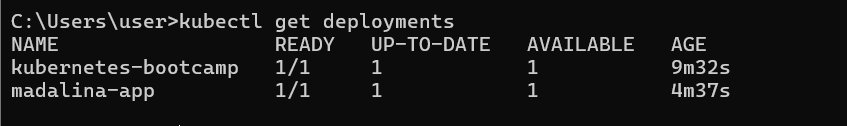 C:\Users\user>kubectl get deployments
NAME                  READY   UP-TO-DATE   AVAILABLE   AGE
kubernetes-bootcamp   1/1     1            1           9m32s
madalina-app          1/1     1            1           4m37s